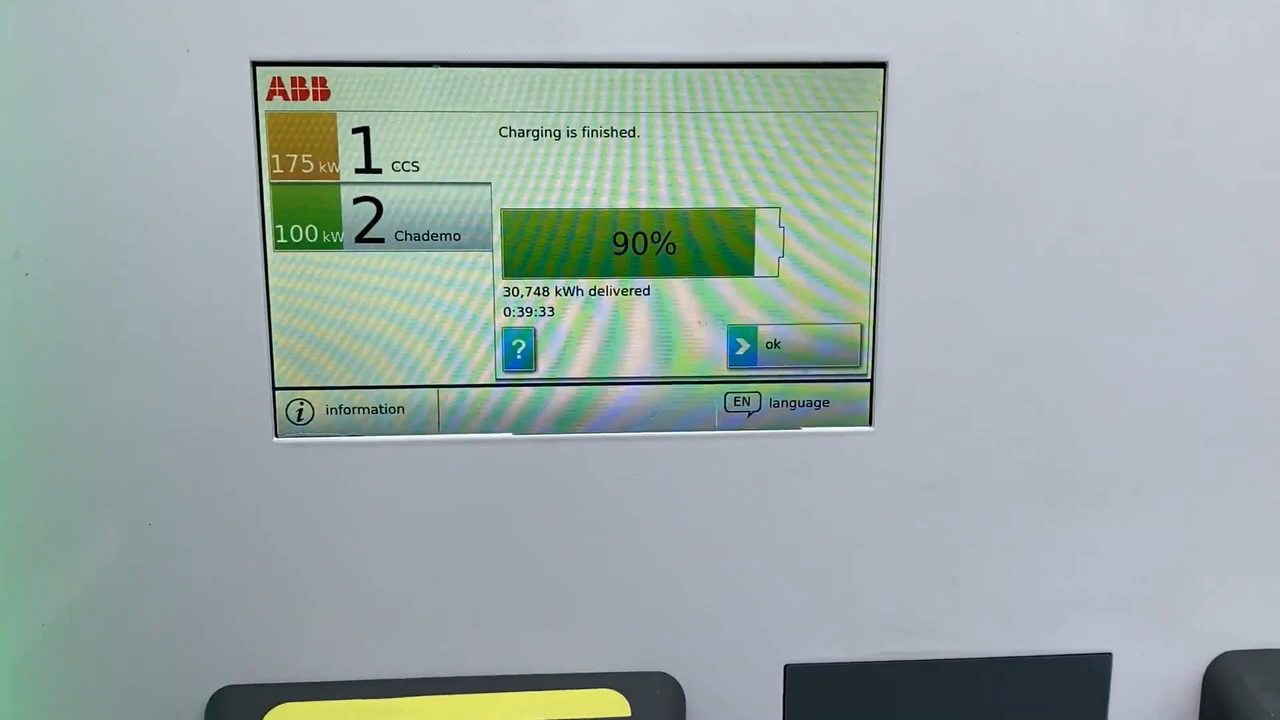 ABB
175 kW 1 CCS
100 kW 2 Chademo
Charging is finished.
90%
30,748 kWh delivered
0:39:33
?
ok
i information
EN language